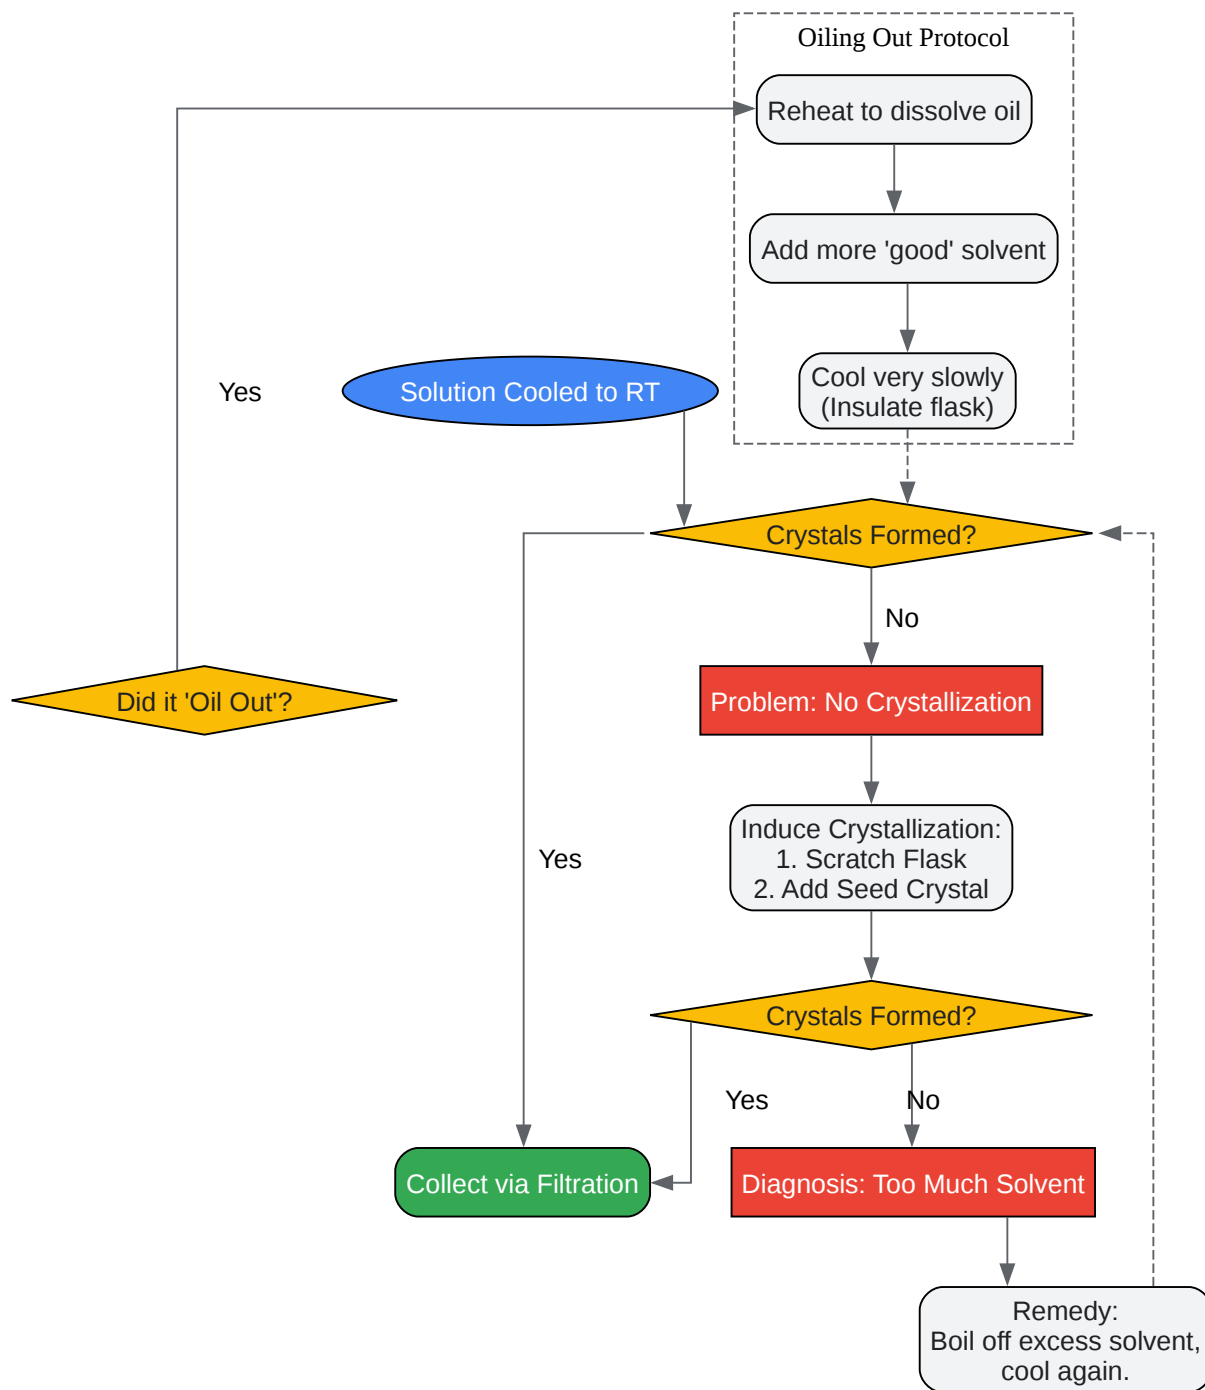 Oiling Out Protocol
Reheat to dissolve oil
Add more 'good' solvent
Cool very slowly
(Insulate flask)
Yes
Solution Cooled to RT
Crystals Formed?
No
Did it 'Oil Out'?
Problem: No Crystallization
Induce Crystallization:
1. Scratch Flask
2. Add Seed Crystal
Yes
Crystals Formed?
Yes
No
Collect via Filtration
Diagnosis: Too Much Solvent
Remedy:
Boil off excess solvent,
cool again.